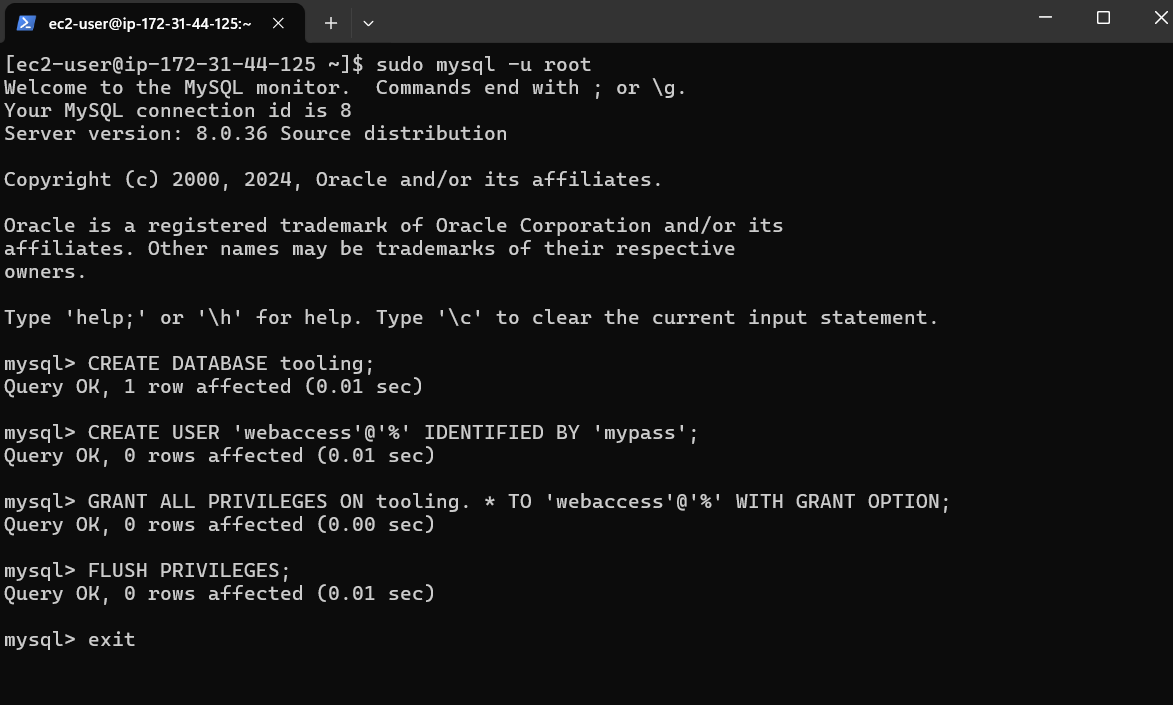 ec2-user@ip-172-31-44-125:~
[ec2-user@ip-172-31-44-125 ~]$ sudo mysql -u root
Welcome to the MySQL monitor.  Commands end with ; or \g.
Your MySQL connection id is 8
Server version: 8.0.36 Source distribution

Copyright (c) 2000, 2024, Oracle and/or its affiliates.

Oracle is a registered trademark of Oracle Corporation and/or its
affiliates. Other names may be trademarks of their respective
owners.

Type 'help;' or '\h' for help. Type '\c' to clear the current input statement.

mysql> CREATE DATABASE tooling;
Query OK, 1 row affected (0.01 sec)

mysql> CREATE USER 'webaccess'@'%' IDENTIFIED BY 'mypass';
Query OK, 0 rows affected (0.01 sec)

mysql> GRANT ALL PRIVILEGES ON tooling. * TO 'webaccess'@'%' WITH GRANT OPTION;
Query OK, 0 rows affected (0.00 sec)

mysql> FLUSH PRIVILEGES;
Query OK, 0 rows affected (0.01 sec)

mysql> exit